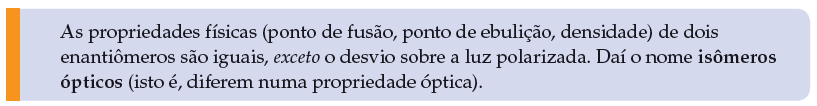 As propriedades físicas (ponto de fusão, ponto de ebulição, densidade) de dois
enantiômeros são iguais, exceto o desvio sobre a luz polarizada. Daí o nome isômeros
ópticos (isto é, diferem numa propriedade óptica).